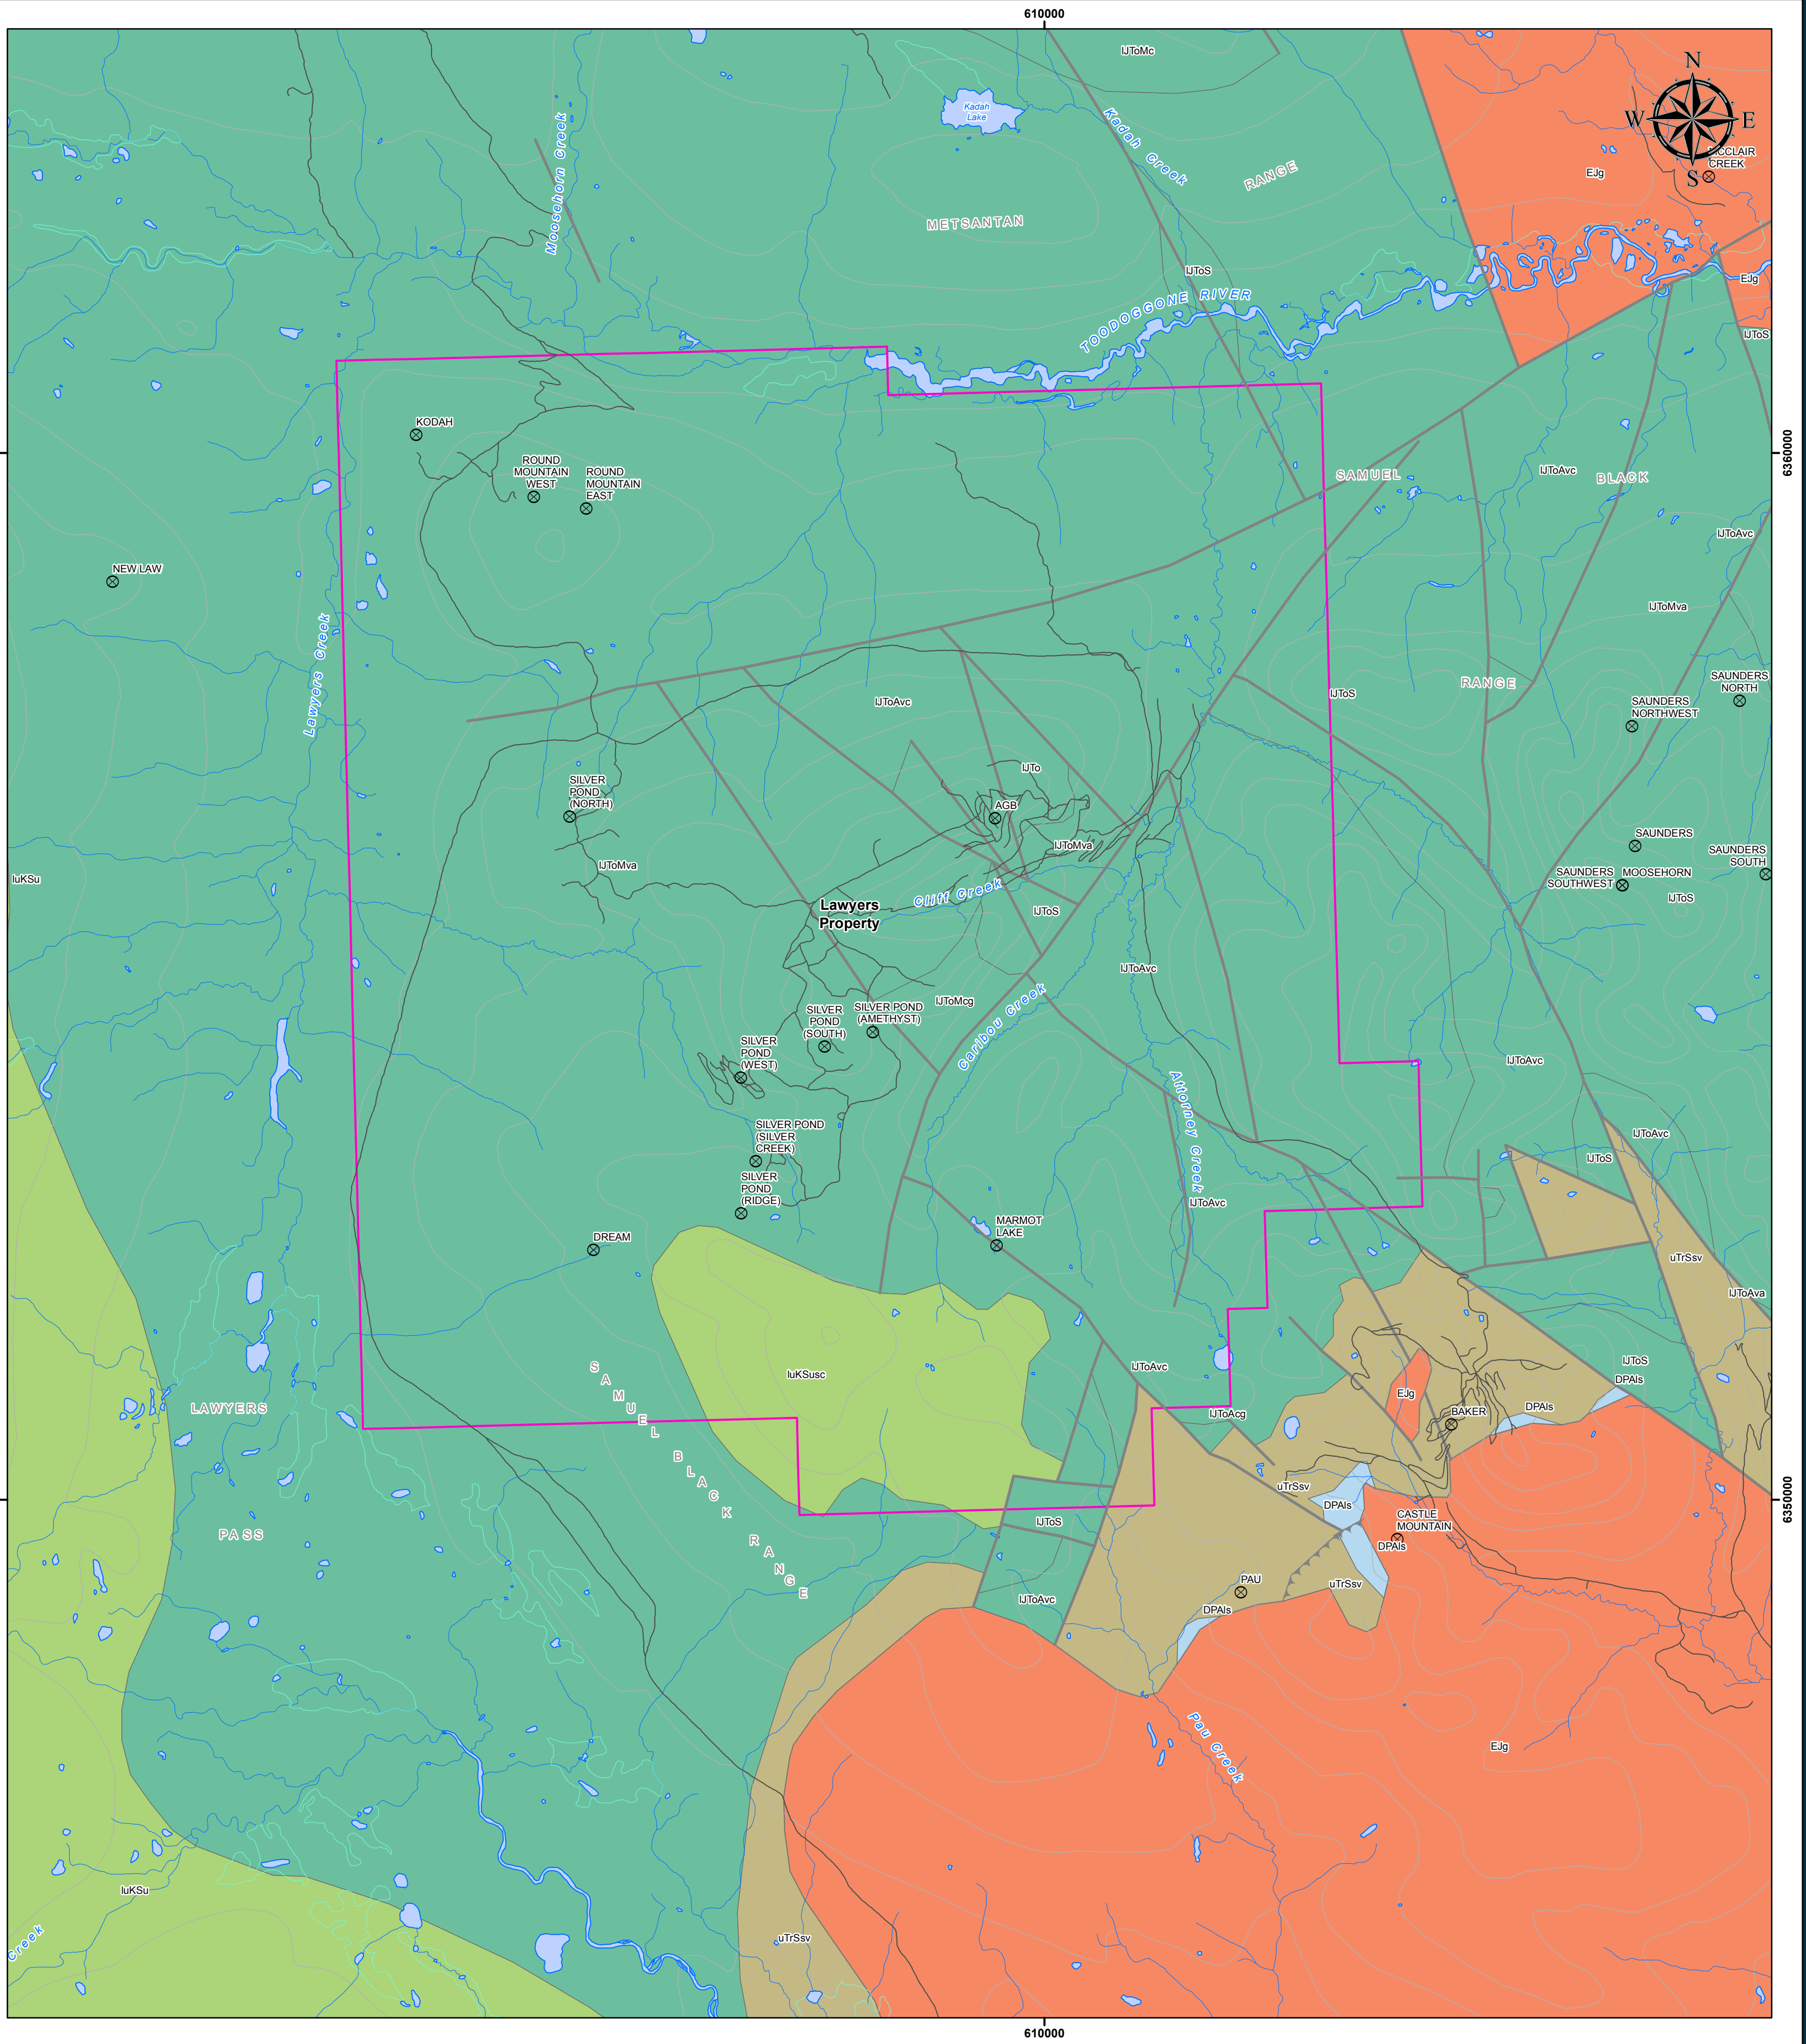 610000
N
W
E
S
lJToMc
Kadah
Lake
Kadah Creek
RANGE
METSANTAN
Moosehorn Creek
EJg
CREEK
lJToS
TOODOGGONE RIVER
EJg
lJToS
KODAH
ROUND
MOUNTAIN
WEST
ROUND
MOUNTAIN
EAST
6360000
SAMUEL
lJToAvc
BLACK
lJToAvc
NEW LAW
lJToMva
Lawyers Creek
RANGE
lJToS
SAUNDERS
NORTH
SAUNDERS
NORTHWEST
lJToAvc
SILVER
POND
(NORTH)
lJTo
AGB
lJToMva
lJToMva
SAUNDERS
SAUNDERS
SOUTH
SAUNDERS
SOUTHWEST
MOOSEHORN
lJToS
luKSu
Cliff Creek
Lawyers
Property
lJToS
lJToAvc
lJToMcg
Caribou Creek
SILVER
POND
(SOUTH)
SILVER POND
(AMETHYST)
SILVER
POND
(WEST)
lJToAvc
Attorney Creek
SILVER POND
(SILVER
CREEK)
lJToAvc
lJToS
SILVER
POND
(RIDGE)
lJToAvc
MARMOT
LAKE
DREAM
uTrSsv
lJToAva
SAMUEL BLACK RANGE
luKSusc
lJToAvc
lJToS
DPAls
EJg
DPAls
lJToAcg
BAKER
LAWYERS
PASS
uTrSsv
DPAls
6350000
CASTLE
MOUNTAIN
DPAls
lJToS
PAU
uTrSsv
lJToAvc
DPAls
Pau Creek
EJg
luKSu
Creek
uTrSsv
610000